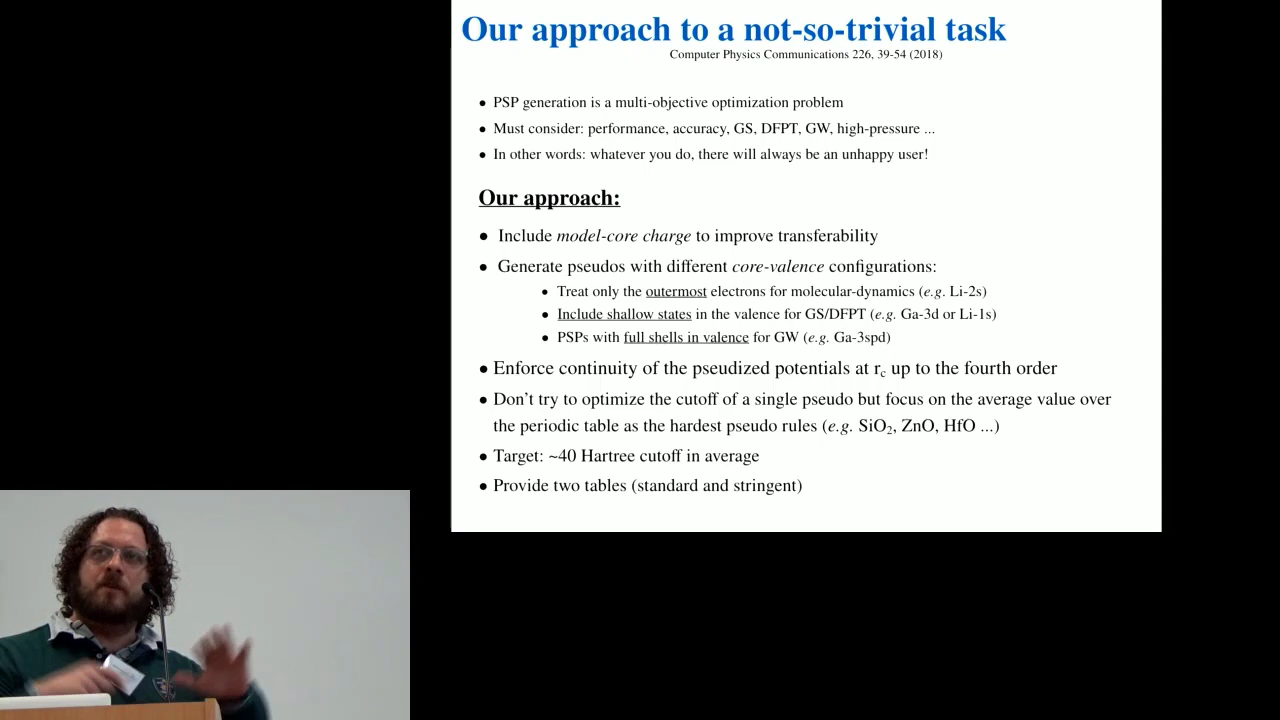 Our approach to a not-so-trivial task
Computer Physics Communications 226, 39-54 (2018)
• PSP generation is a multi-objective optimization problem
• Must consider: performance, accuracy, GS, DFPT, GW, high-pressure ...
• In other words: whatever you do, there will always be an unhappy user!
Our approach:
• Include model-core charge to improve transferability
• Generate pseudos with different core-valence configurations:
• Treat only the outermost electrons for molecular-dynamics (e.g. Li-2s)
• Include shallow states in the valence for GS/DFPT (e.g. Ga-3d or Li-1s)
• PSPs with full shells in valence for GW (e.g. Ga-3spd)
• Enforce continuity of the pseudized potentials at rc up to the fourth order
• Don’t try to optimize the cutoff of a single pseudo but focus on the average value over
the periodic table as the hardest pseudo rules (e.g. SiO2, ZnO, HfO ...)
• Target: ~40 Hartree cutoff in average
• Provide two tables (standard and stringent)